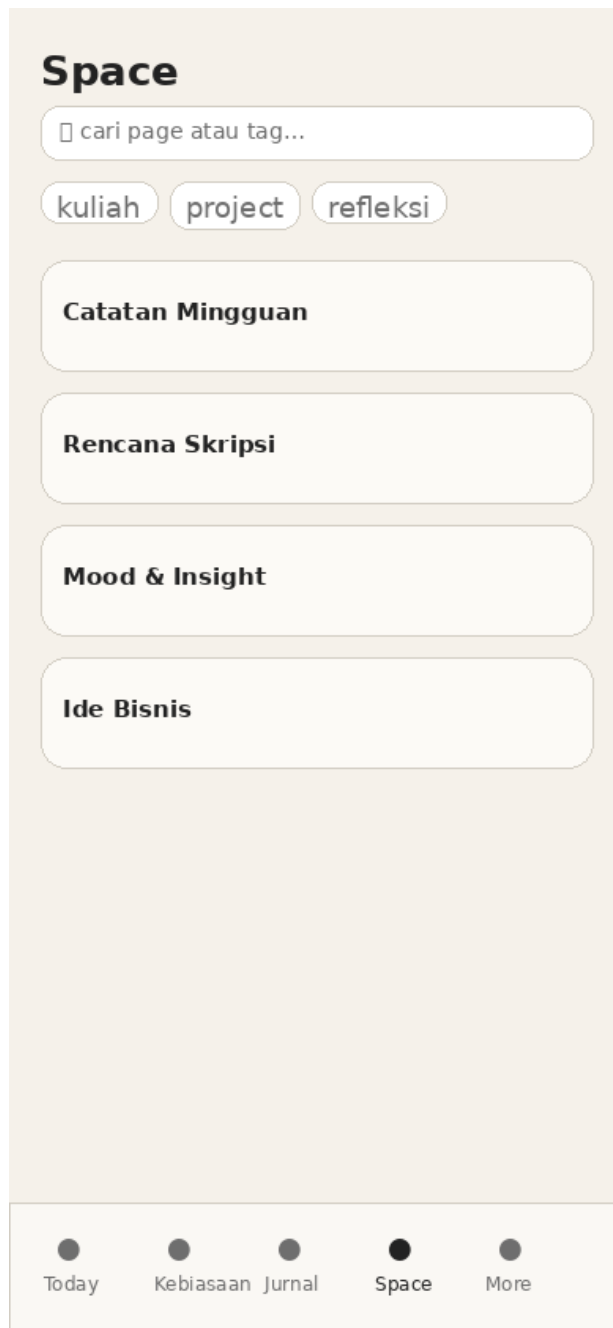 Space
cari page atau tag...
kuliah project refleksi
Catatan Mingguan
Rencana Skripsi
Mood & Insight
Ide Bisnis
Today Kebiasaan Jurnal Space More